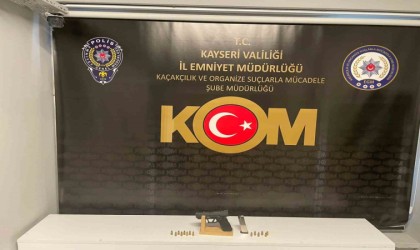 T.C.
KAYSERİ VALİLİĞİ
İL EMNİYET MÜDÜRLÜĞÜ
KAÇAKÇILIK VE ORGANİZE SUÇLARLA MÜCADELE
ŞUBE MÜDÜRLÜĞÜ
POLİS
KOM